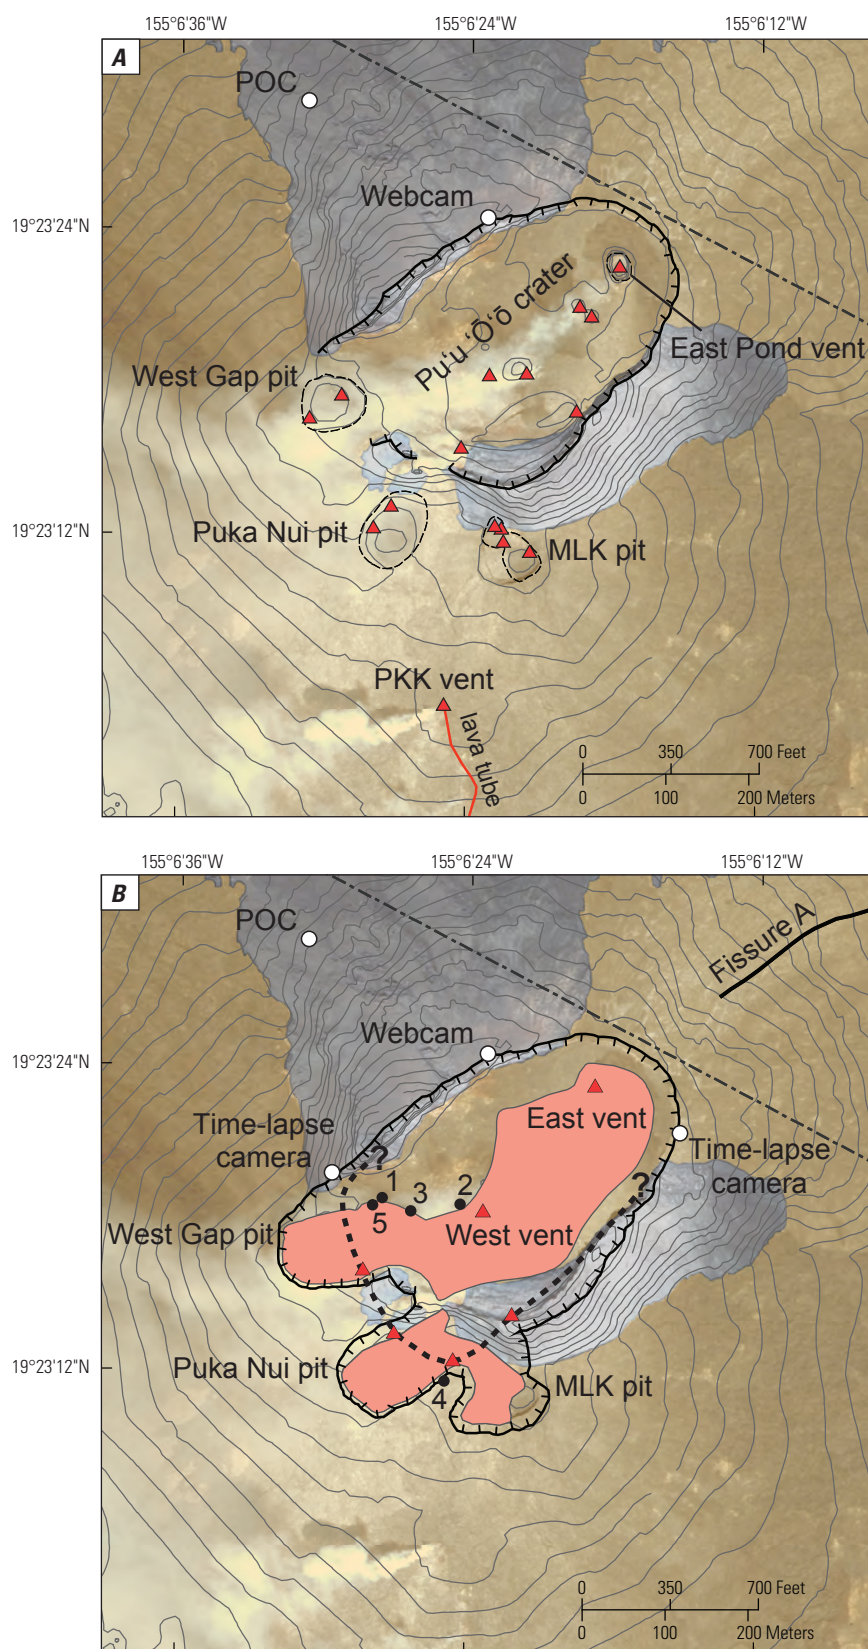 155°6'36"W
155°6'24"W
155°6'12"W
A
POC
Webcam
19°23'24"N
Pu‘u ‘Ō‘ō crater
East Pond vent
West Gap pit
Puka Nui pit
19°23'12"N
MLK pit
PKK vent
lava tube
0 350 700 Feet
0 100 200 Meters
155°6'36"W
155°6'24"W
155°6'12"W
B
POC
Fissure A
Webcam
19°23'24"N
East vent
Time-lapse
camera
?
?
Time-lapse
camera
1
2
3
5
West Gap pit
West vent
19°23'12"N
Puka Nui pit
4
MLK pit
0 350 700 Feet
0 100 200 Meters